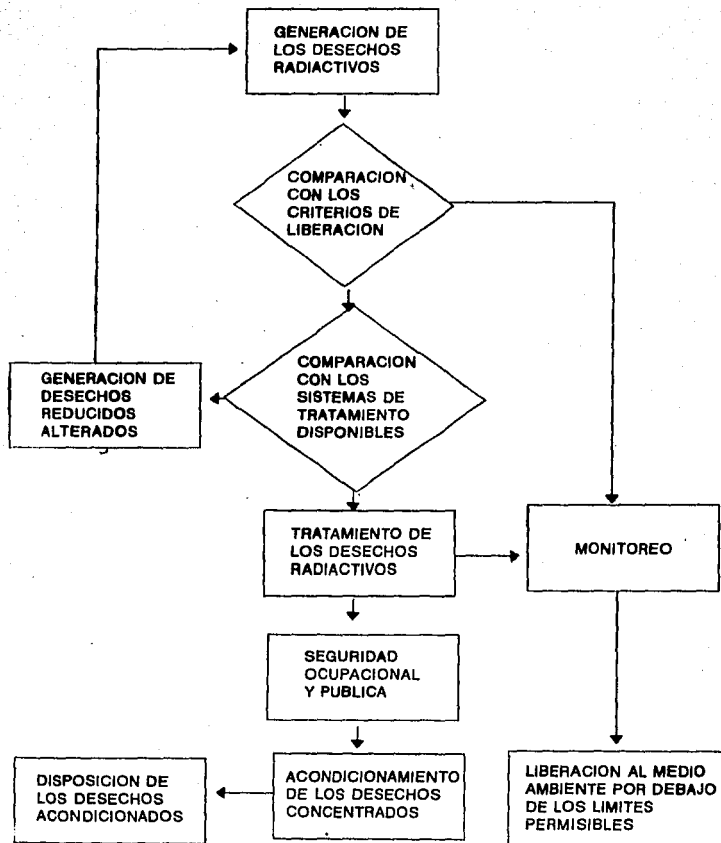 GENERACION DE
LOS DESECHOS
RADIACTIVOS
COMPARACION
CON LOS
CRITERIOS DE
LIBERACION
COMPARACION
CON LOS
SISTEMAS DE
TRATAMIENTO
DISPONIBLES
GENERACION DE
DESECHOS
REDUCIDOS
ALTERADOS
TRATAMIENTO DE
LOS DESECHOS
RADIACTIVOS
MONITOREO
SEGURIDAD
OCUPACIONAL
Y PUBLICA
DISPOSICION DE
LOS DESECHOS
ACONDICIONADOS
ACONDICIONAMIENTO
DE LOS DESECHOS
CONCENTRADOS
LIBERACION AL MEDIO
AMBIENTE POR DEBAJO
DE LOS LIMITES
PERMISIBLES